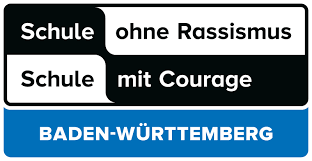 Schule ohne Rassismus
Schule mit Courage
BADEN-WÜRTTEMBERG